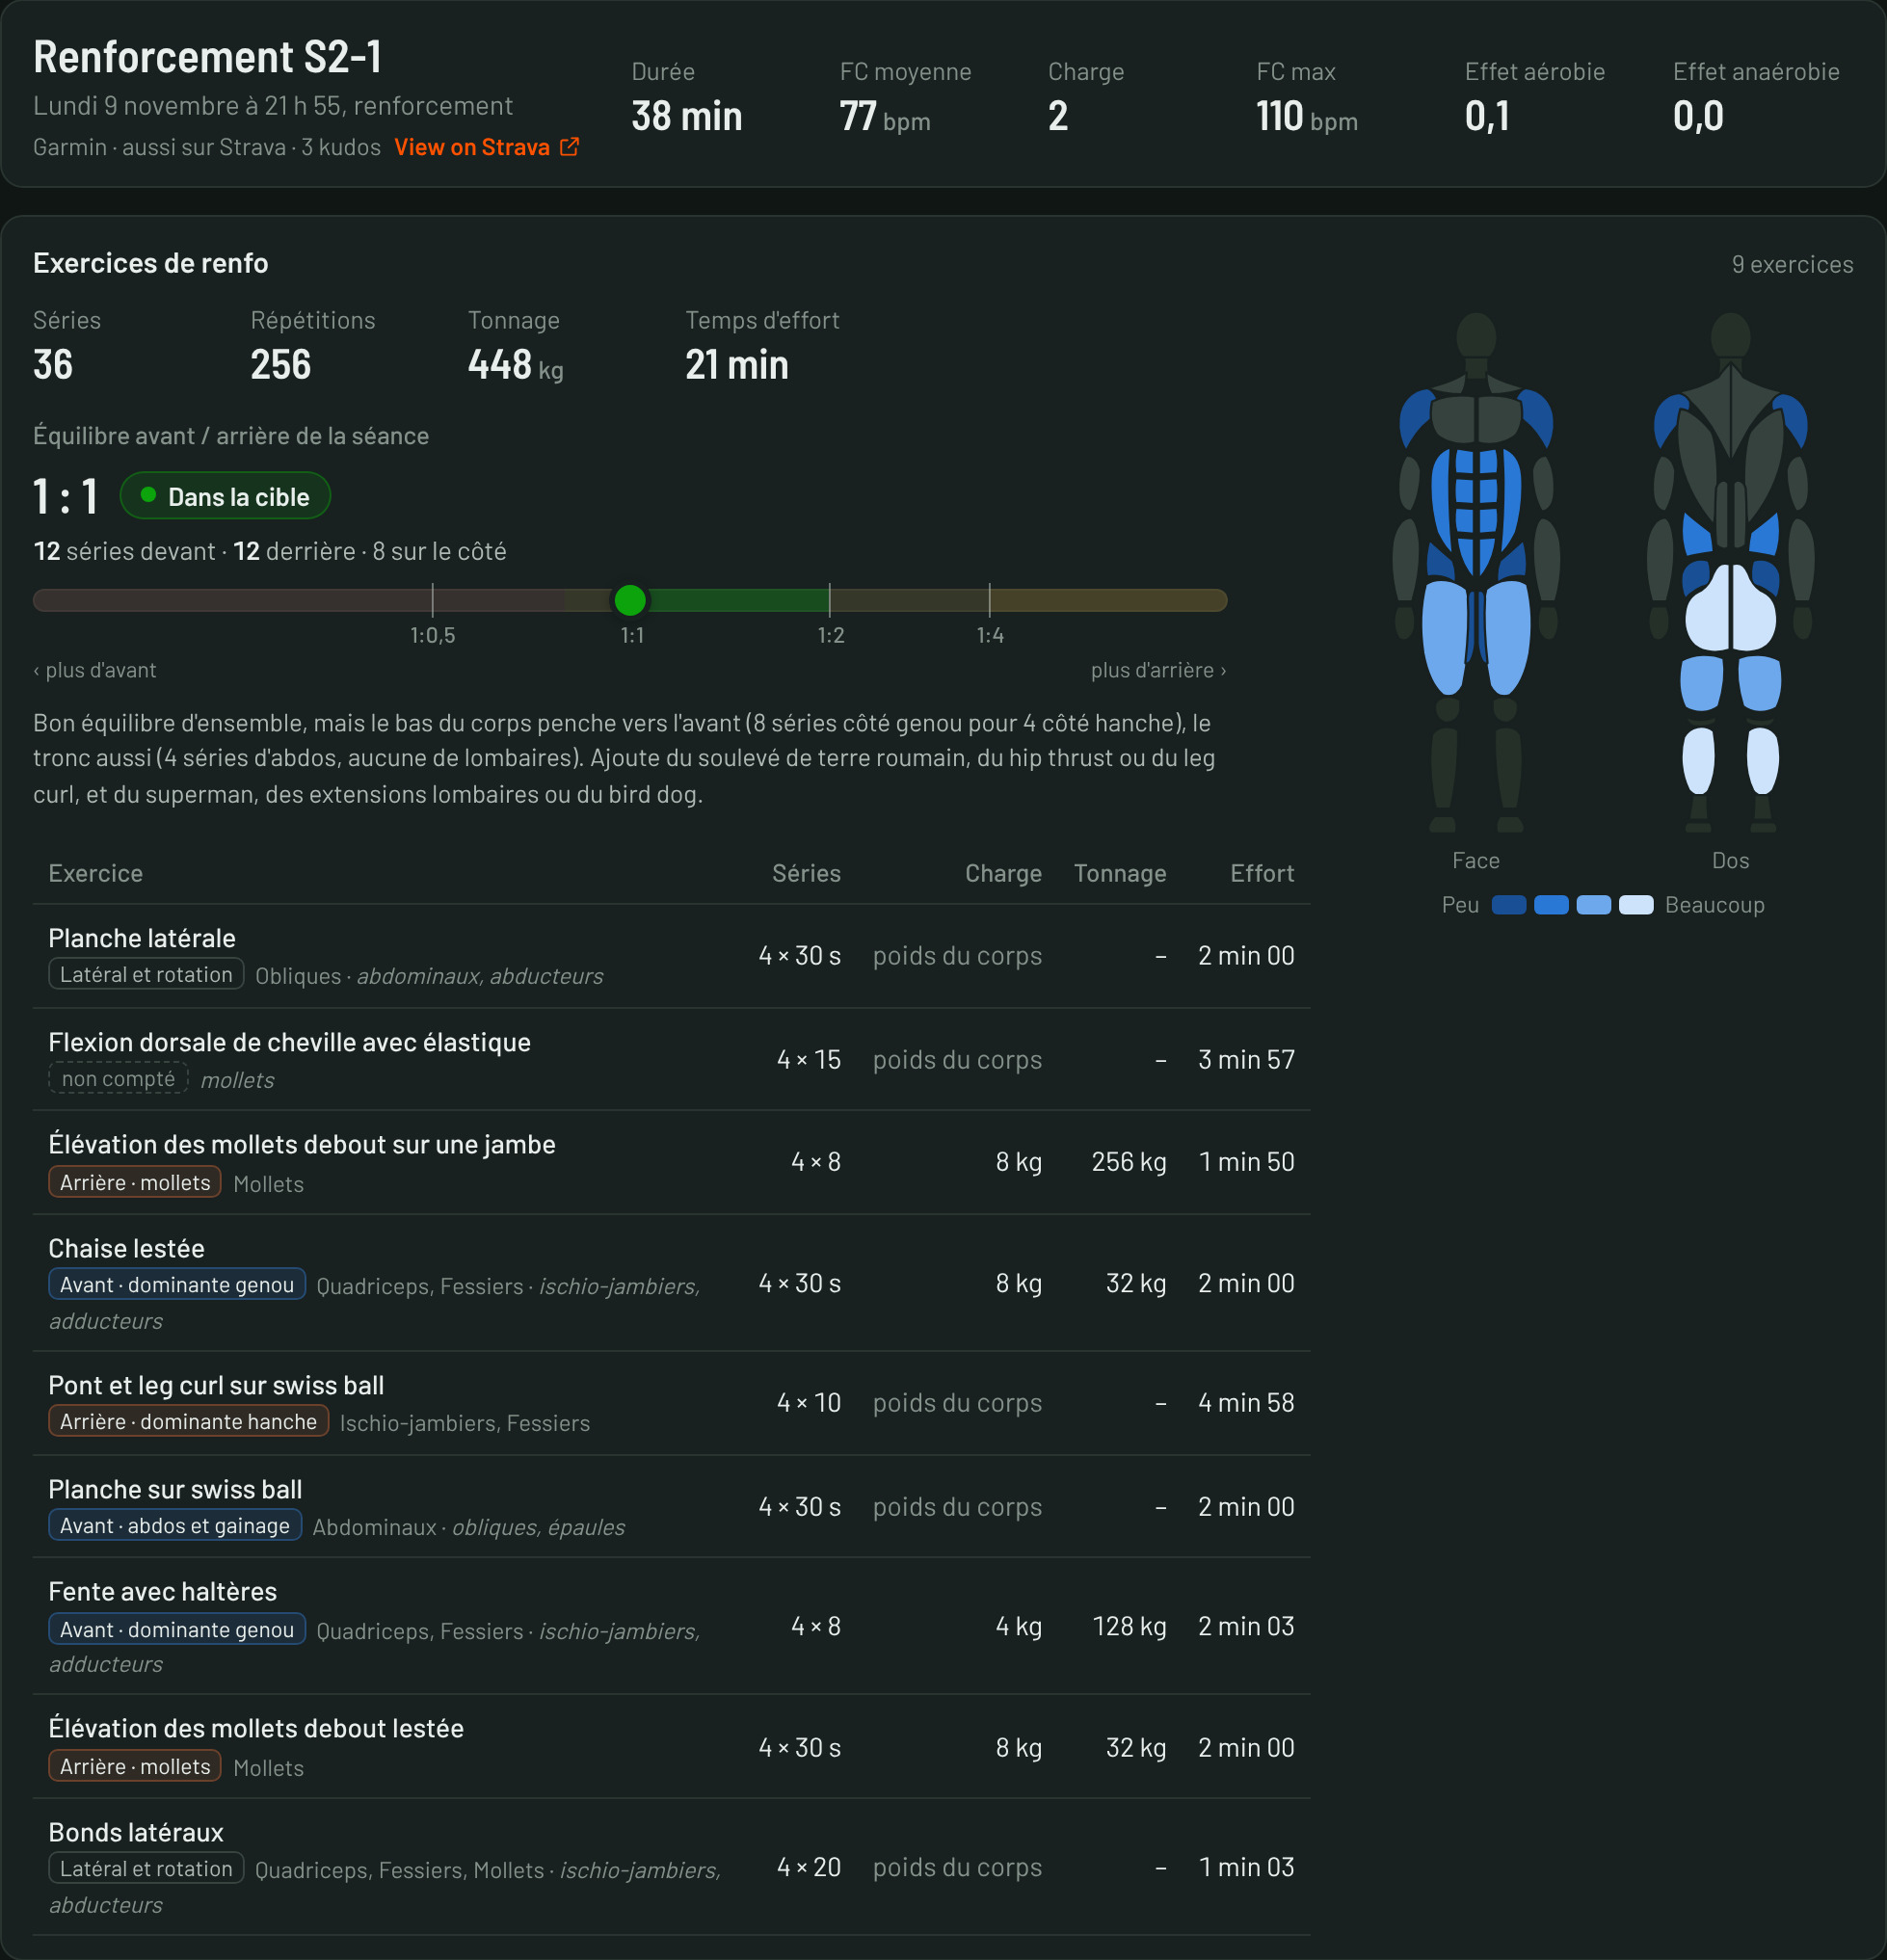 Renforcement S2-1
Lundi 9 novembre à 21 h 55, renforcement
Garmin · aussi sur Strava · 3 kudos View on Strava
Durée
38 min
FC moyenne
77 bpm
Charge
2
FC max
110 bpm
Effet aérobie
0,1
Effet anaérobie
0,0
Exercices de renfo
9 exercices
Séries
36
Répétitions
256
Tonnage
448 kg
Temps d'effort
21 min
Équilibre avant / arrière de la séance
1 : 1 Dans la cible
12 séries devant · 12 derrière · 8 sur le côté
1:0,5 1:1 1:2 1:4
‹ plus d'avant plus d'arrière ›
Bon équilibre d'ensemble, mais le bas du corps penche vers l'avant (8 séries côté genou pour 4 côté hanche), le
tronc aussi (4 séries d'abdos, aucune de lombaires). Ajoute du soulevé de terre roumain, du hip thrust ou du leg
curl, et du superman, des extensions lombaires ou du bird dog.
Face Dos
Peu Beaucoup
Exercice Séries Charge Tonnage Effort
Planche latérale
Latéral et rotation Obliques · abdominaux, abducteurs
4 × 30 s poids du corps – 2 min 00
Flexion dorsale de cheville avec élastique
non compté mollets
4 × 15 poids du corps – 3 min 57
Élévation des mollets debout sur une jambe
Arrière · mollets Mollets
4 × 8 8 kg 256 kg 1 min 50
Chaise lestée
Avant · dominante genou Quadriceps, Fessiers · ischio-jambiers,
adducteurs
4 × 30 s 8 kg 32 kg 2 min 00
Pont et leg curl sur swiss ball
Arrière · dominante hanche Ischio-jambiers, Fessiers
4 × 10 poids du corps – 4 min 58
Planche sur swiss ball
Avant · abdos et gainage Abdominaux · obliques, épaules
4 × 30 s poids du corps – 2 min 00
Fente avec haltères
Avant · dominante genou Quadriceps, Fessiers · ischio-jambiers,
adducteurs
4 × 8 4 kg 128 kg 2 min 03
Élévation des mollets debout lestée
Arrière · mollets Mollets
4 × 30 s 8 kg 32 kg 2 min 00
Bonds latéraux
Latéral et rotation Quadriceps, Fessiers, Mollets · ischio-jambiers,
abducteurs
4 × 20 poids du corps – 1 min 03